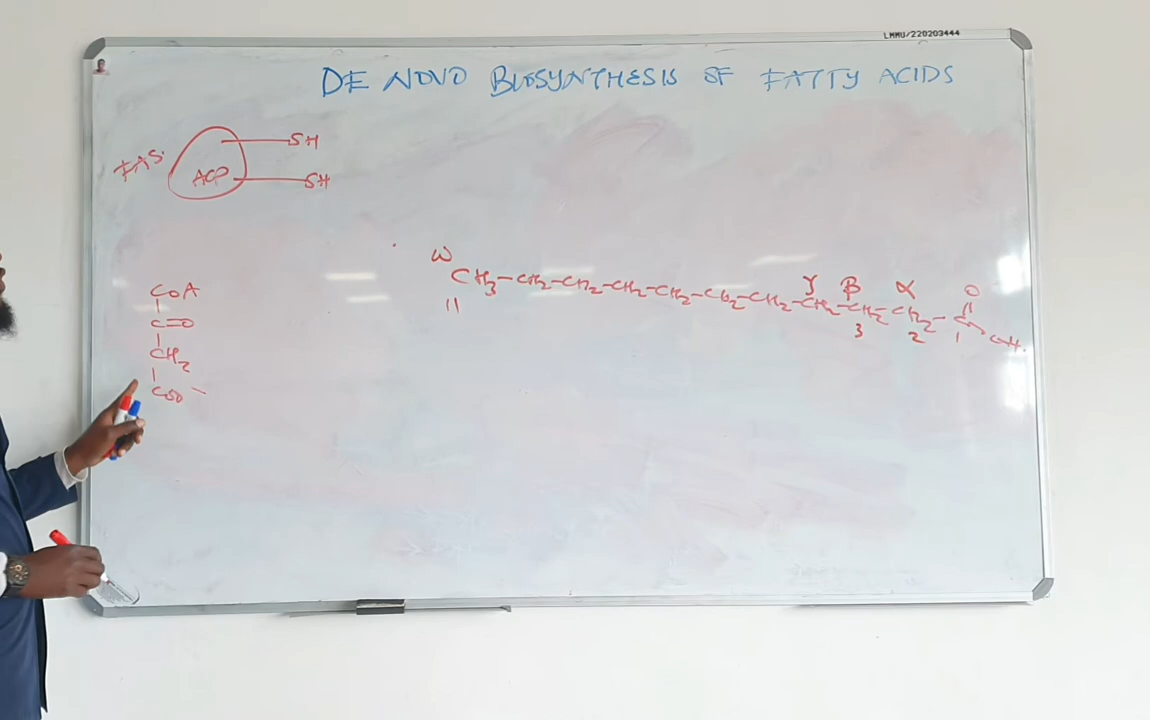 LMMU/220203444
DE NOVO BIOSYNTHESIS OF FATTY ACIDS
FAS
SH
ACP
SH
ω
CH3-CH2-CH2-CH2-CH2-CH2-CH2-CH2-CH2-CH2-C
γ β α O
OH
11 3 2 1
CoA
C=O
CH2
COO-